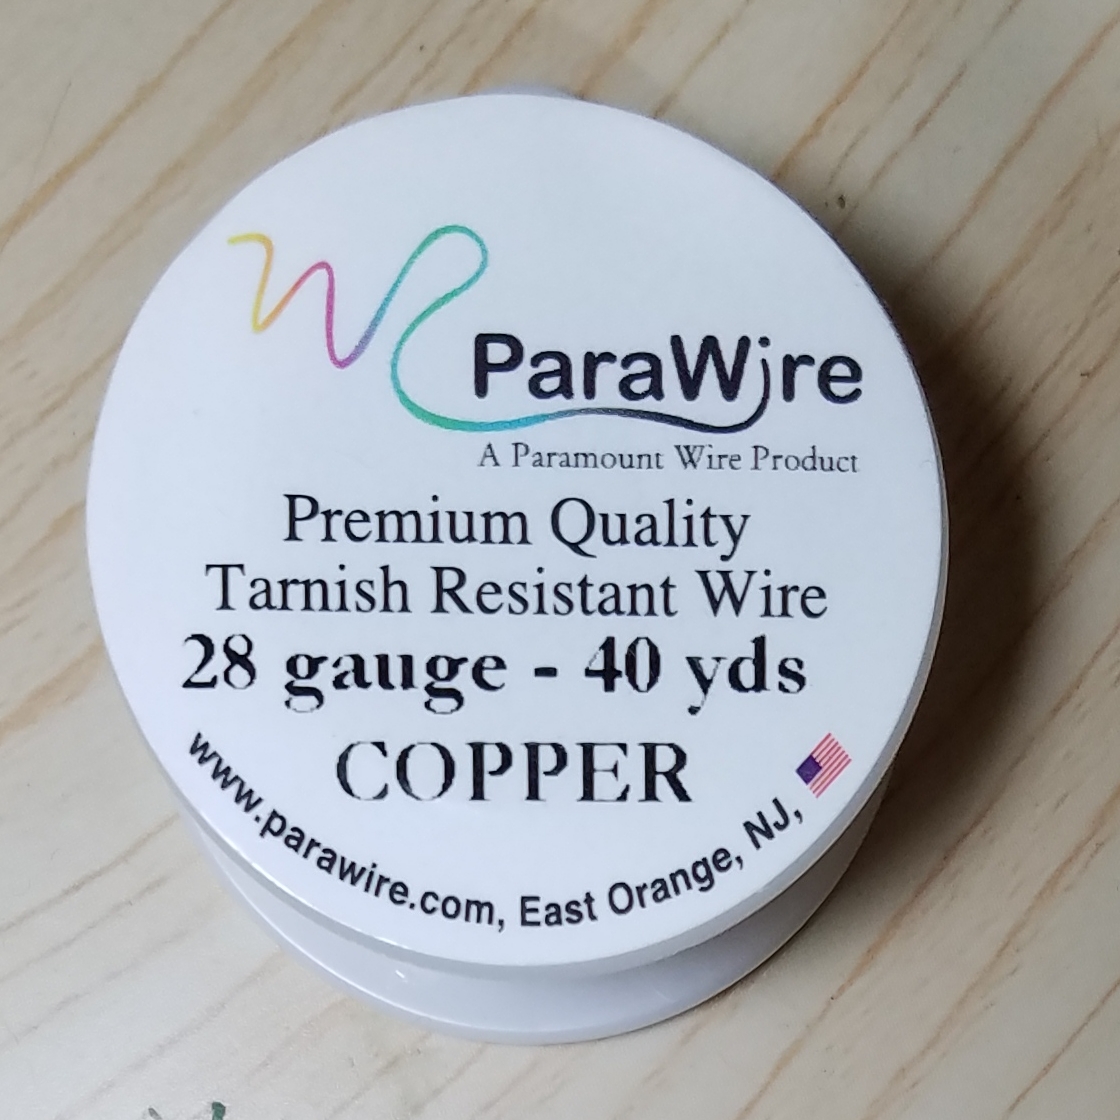 ParaWire
A Paramount Wire Product
Premium Quality
Tarnish Resistant Wire
28 gauge - 40 yds
COPPER
www.parawire.com, East Orange, NJ,